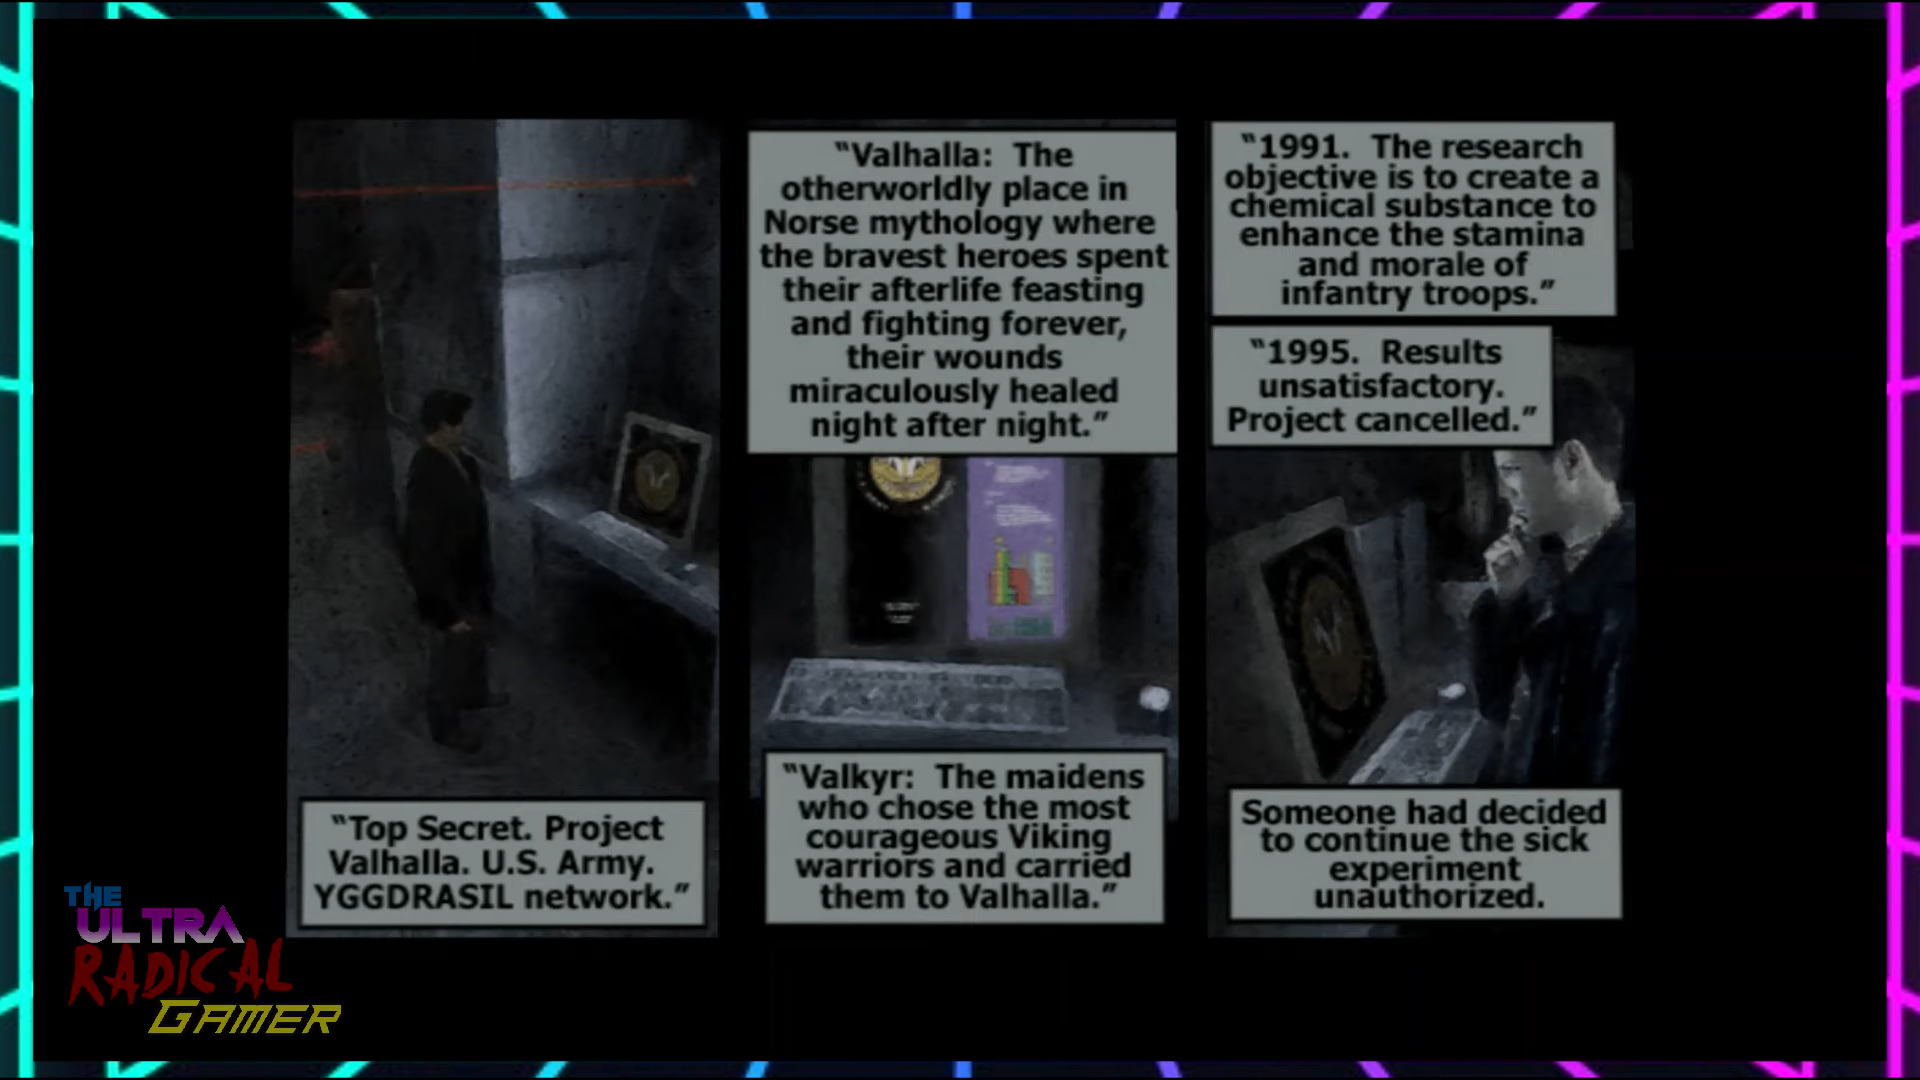 "Top Secret. Project
Valhalla. U.S. Army.
YGGDRASIL network."
"Valhalla: The
otherworldly place in
Norse mythology where
the bravest heroes spent
their afterlife feasting
and fighting forever,
their wounds
miraculously healed
night after night."
"Valkyr: The maidens
who chose the most
courageous Viking
warriors and carried
them to Valhalla."
"1991. The research
objective is to create a
chemical substance to
enhance the stamina
and morale of
infantry troops."
"1995. Results
unsatisfactory.
Project cancelled."
Someone had decided
to continue the sick
experiment
unauthorized.
THE
ULTRA
RADICAL
GAMER